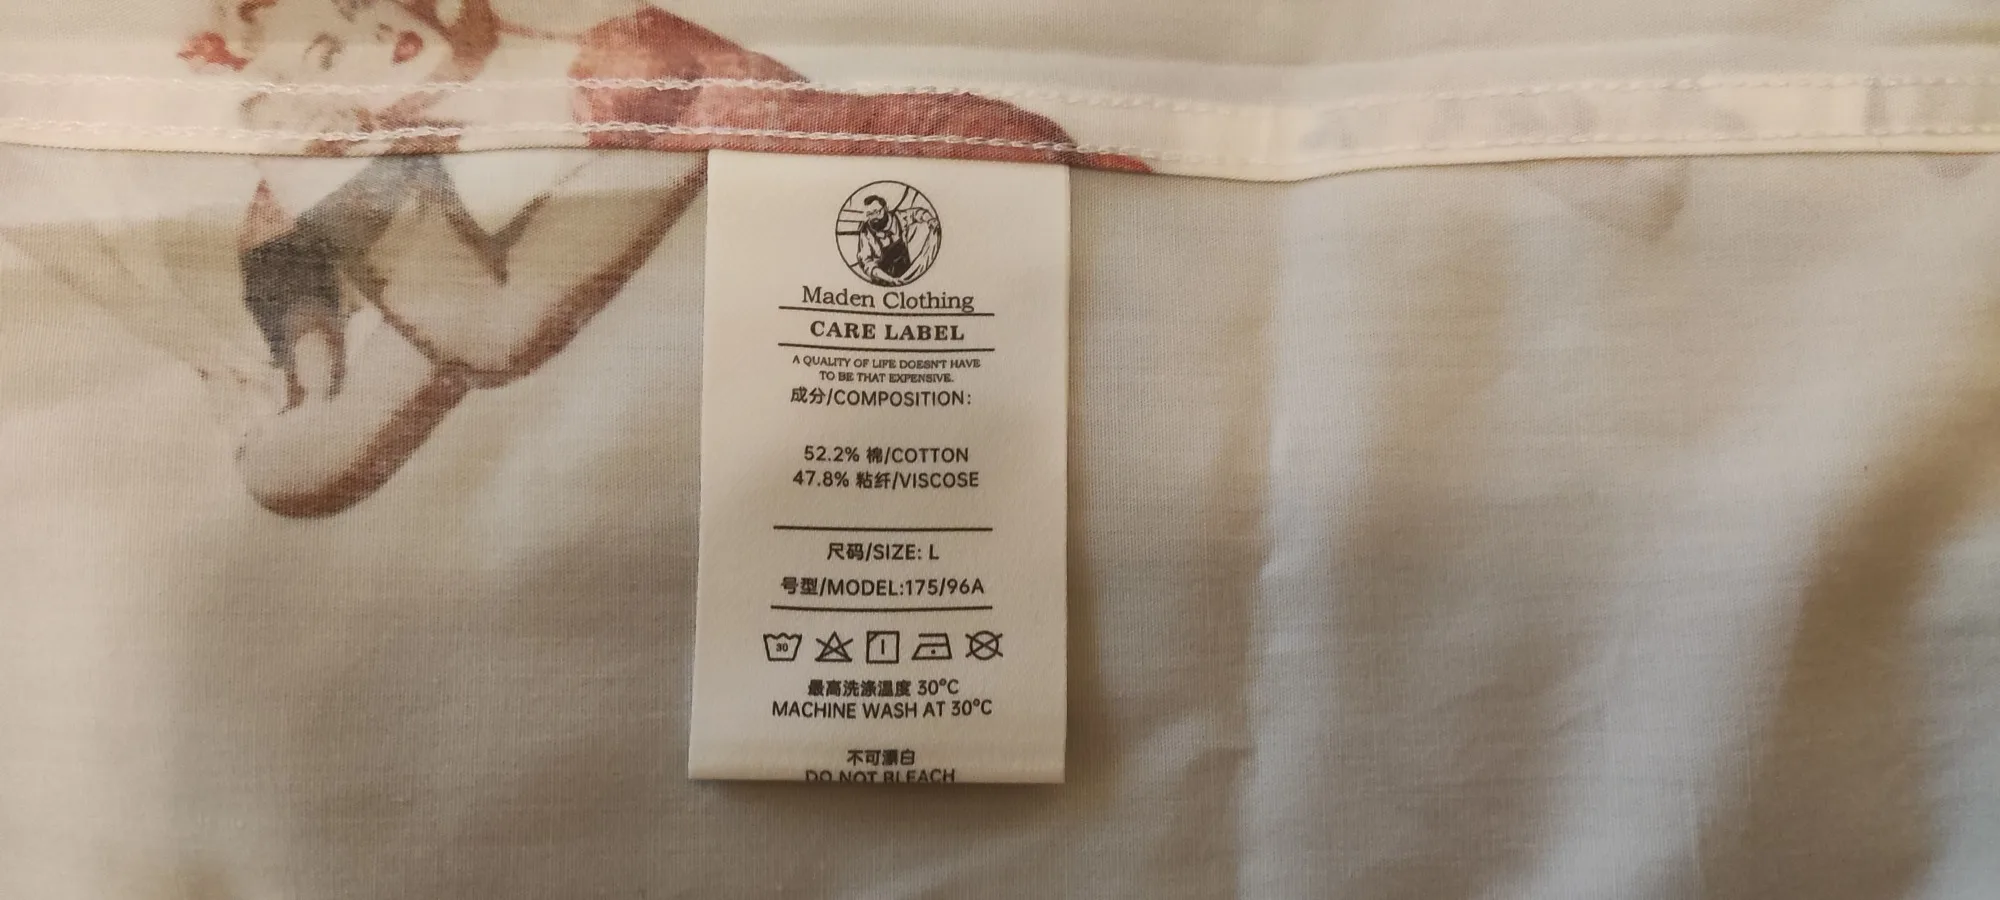 Maden Clothing
CARE LABEL
A QUALITY OF LIFE DOESN'T HAVE
TO BE THAT EXPENSIVE.
成分/COMPOSITION:
52.2% 棉/COTTON
47.8% 粘纤/VISCOSE
尺码/SIZE: L
号型/MODEL:175/96A
30
最高洗涤温度 30°C
MACHINE WASH AT 30°C
不可漂白
DO NOT BLEACH